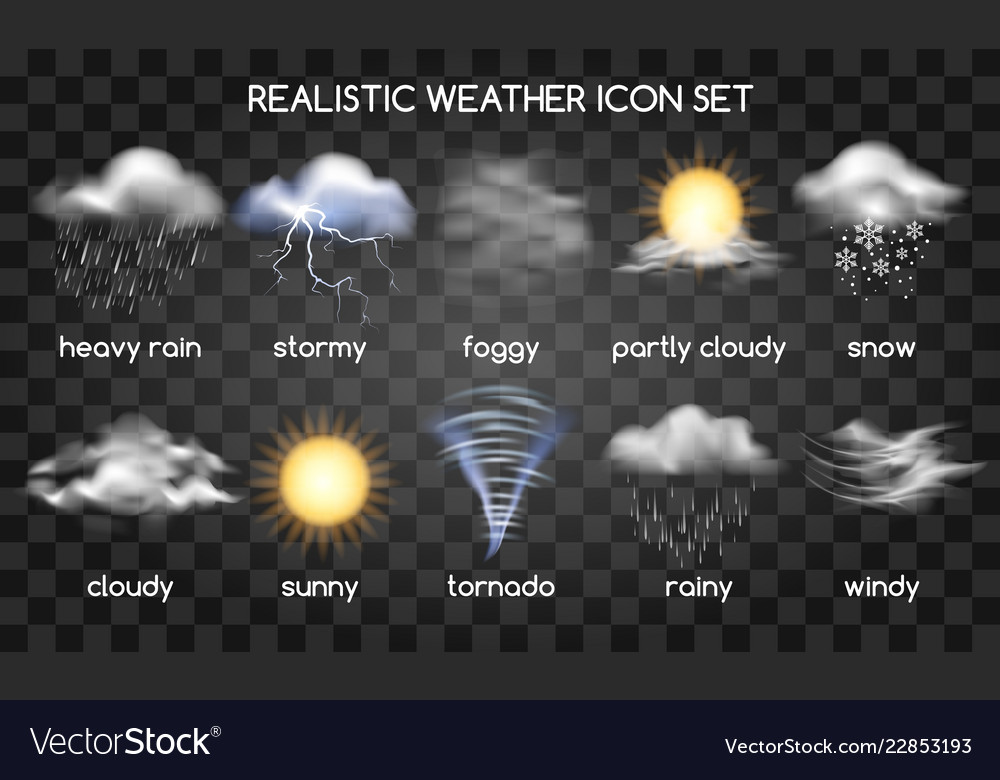 REALISTIC WEATHER ICON SET
heavy rain stormy foggy partly cloudy snow
cloudy sunny tornado rainy windy
VectorStock® VectorStock.com/22853193